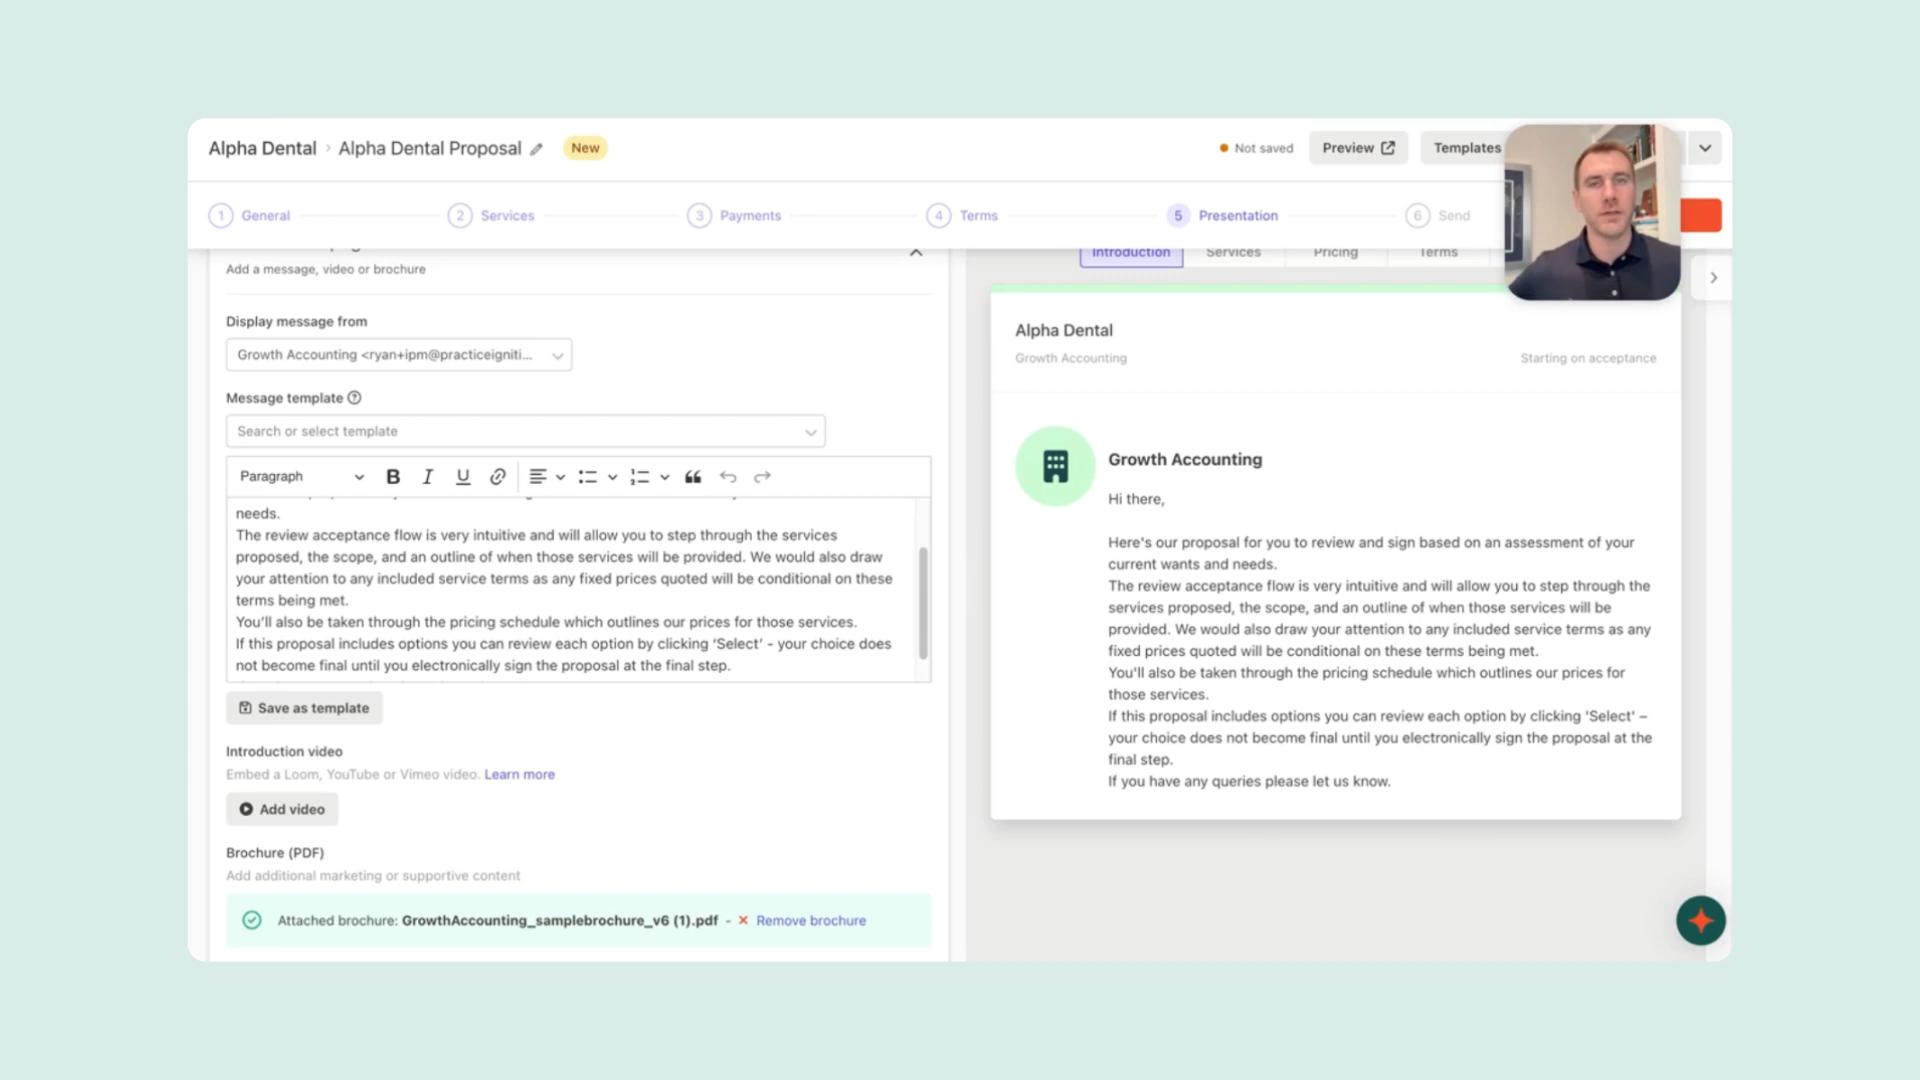 Alpha Dental › Alpha Dental Proposal New
Not saved Preview Templates
1 General 2 Services 3 Payments 4 Terms 5 Presentation 6 Send
Add a message, video or brochure
Introduction Services Pricing Terms
Display message from
Growth Accounting <ryan+ipm@practiceigniti...
Message template
Search or select template
Paragraph B I U
needs.
The review acceptance flow is very intuitive and will allow you to step through the services
proposed, the scope, and an outline of when those services will be provided. We would also draw
your attention to any included service terms as any fixed prices quoted will be conditional on these
terms being met.
You’ll also be taken through the pricing schedule which outlines our prices for those services.
If this proposal includes options you can review each option by clicking ‘Select’ - your choice does
not become final until you electronically sign the proposal at the final step.
Save as template
Introduction video
Embed a Loom, YouTube or Vimeo video. Learn more
Add video
Brochure (PDF)
Add additional marketing or supportive content
Attached brochure: GrowthAccounting_samplebrochure_v6 (1).pdf - × Remove brochure
Alpha Dental
Growth Accounting Starting on acceptance
Growth Accounting
Hi there,
Here's our proposal for you to review and sign based on an assessment of your
current wants and needs.
The review acceptance flow is very intuitive and will allow you to step through the
services proposed, the scope, and an outline of when those services will be
provided. We would also draw your attention to any included service terms as any
fixed prices quoted will be conditional on these terms being met.
You'll also be taken through the pricing schedule which outlines our prices for
those services.
If this proposal includes options you can review each option by clicking 'Select' –
your choice does not become final until you electronically sign the proposal at the
final step.
If you have any queries please let us know.